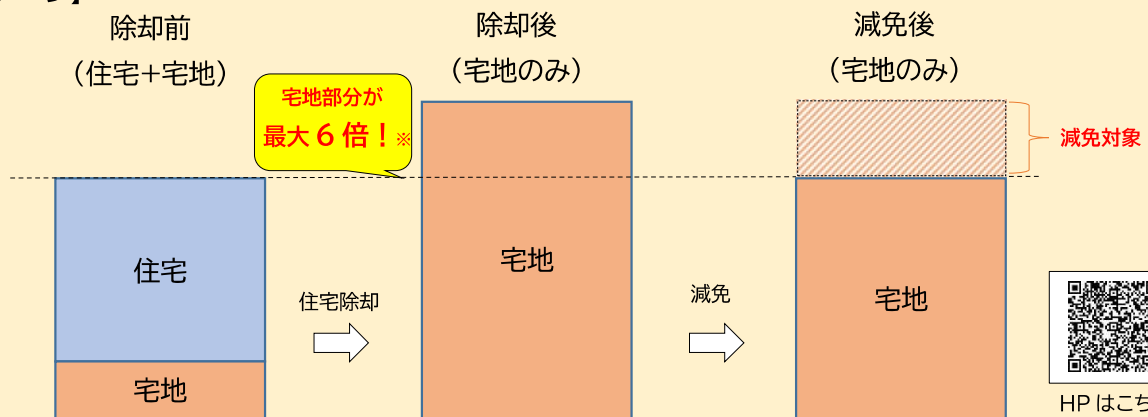 除却前
(住宅+宅地)
除却後
(宅地のみ)
減免後
(宅地のみ)
宅地部分が
最大6倍！※
減免対象
住宅
宅地
住宅除却
宅地
減免
宅地
HPはこち